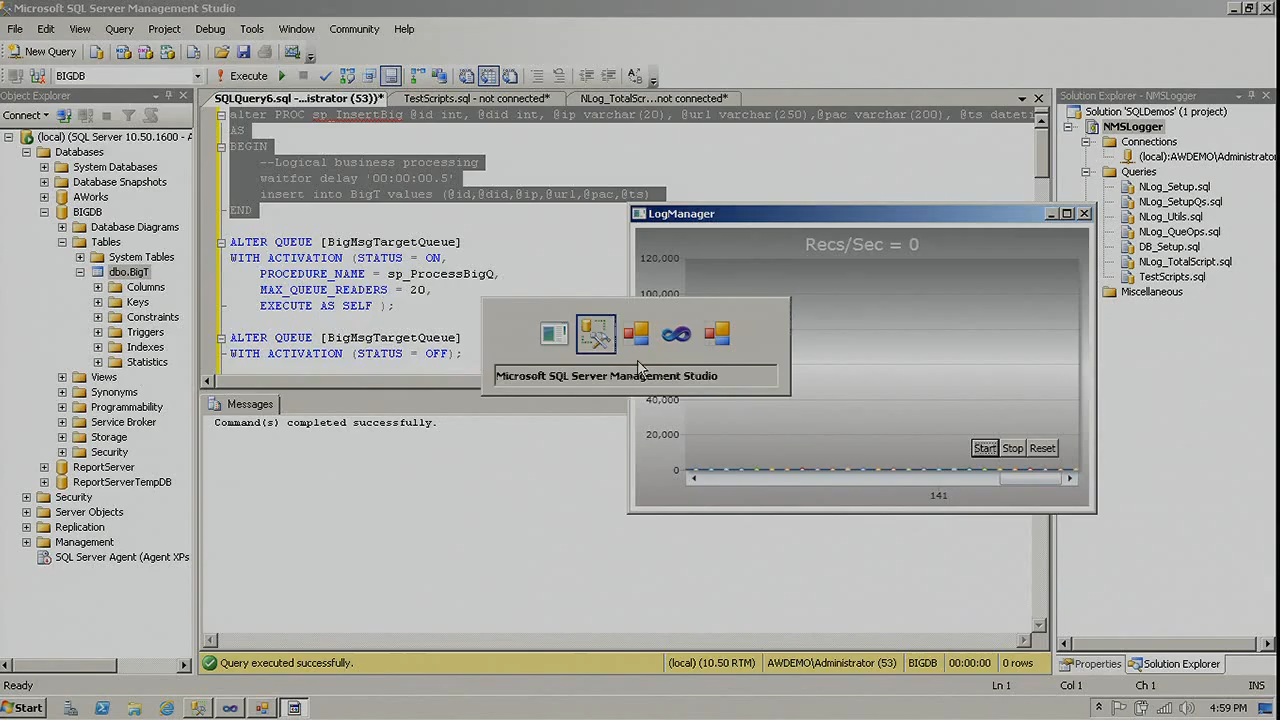 Microsoft SQL Server Management Studio
File Edit View Query Project Debug Tools Window Community Help
New Query
BIGDB
Execute
Object Explorer
Connect
(local) (SQL Server 10.50.1600 -
Databases
System Databases
Database Snapshots
AWorks
BIGDB
Database Diagrams
Tables
System Tables
dbo.BigT
Columns
Keys
Constraints
Triggers
Indexes
Statistics
Views
Synonyms
Programmability
Service Broker
Storage
Security
ReportServer
ReportServerTempDB
Security
Server Objects
Replication
Management
SQL Server Agent (Agent XPs
SQLQuery6.sql -...istrator (53))*
TestScripts.sql - not connected*
NLog_TotalScr...not connected*
alter PROC sp_InsertBig @id int, @did int, @ip varchar(20), @url varchar(250),@pac varchar(200), @ts dateti
AS
BEGIN
--Logical business processing
waitfor delay '00:00:00.5'
insert into BigT values (@id,@did,@ip,@url,@pac,@ts)
END
ALTER QUEUE [BigMsgTargetQueue]
WITH ACTIVATION (STATUS = ON,
PROCEDURE_NAME = sp_ProcessBigQ,
MAX_QUEUE_READERS = 20,
EXECUTE AS SELF );
ALTER QUEUE [BigMsgTargetQueue]
WITH ACTIVATION (STATUS = OFF);
Messages
Command(s) completed successfully.
LogManager
Recs/Sec = 0
120,000
100,000
40,000
20,000
0
Start Stop Reset
141
Microsoft SQL Server Management Studio
Solution Explorer - NMSLogger
Solution 'SQLDemos' (1 project)
NMSLogger
Connections
(local):AWDEMO\Administrator
Queries
NLog_Setup.sql
NLog_SetupQs.sql
NLog_Utils.sql
NLog_QueOps.sql
DB_Setup.sql
NLog_TotalScript.sql
TestScripts.sql
Miscellaneous
Properties Solution Explorer
Query executed successfully.
(local) (10.50 RTM) AWDEMO\Administrator (53) BIGDB 00:00:00 0 rows
Ready Ln 1 Col 1 Ch 1 INS
Start 4:59 PM